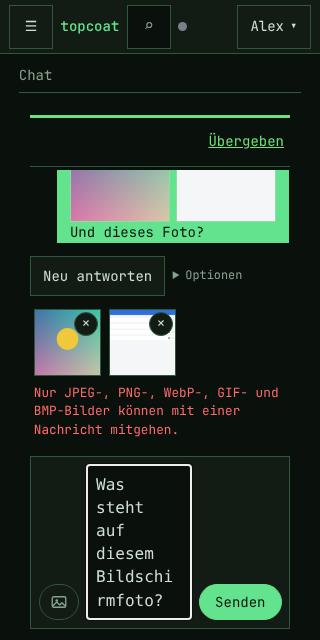 ☰ topcoat ⌕ Alex ▾
Chat
Übergeben
Und dieses Foto?
Neu antworten ▶ Optionen
✕ ✕
Nur JPEG-, PNG-, WebP-, GIF- und
BMP-Bilder können mit einer
Nachricht mitgehen.
Was
steht
auf
diesem
Bildschi
rmfoto?
Senden